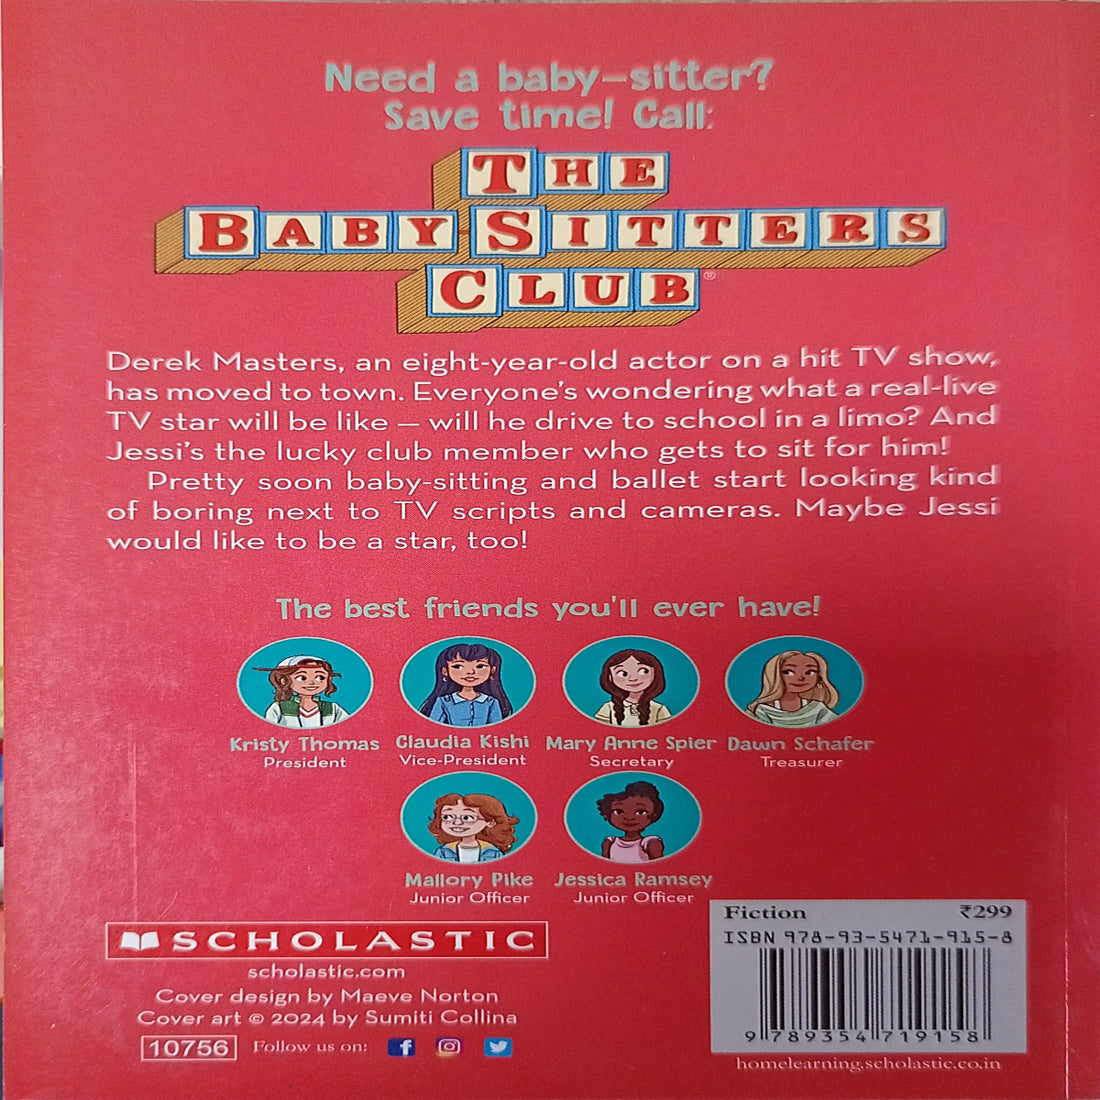 Need a baby-sitter?
Save time! Call:
THE
BABY-SITTERS
CLUB®
Derek Masters, an eight-year-old actor on a hit TV show,
has moved to town. Everyone's wondering what a real-live
TV star will be like — will he drive to school in a limo? And
Jessi's the lucky club member who gets to sit for him!
Pretty soon baby-sitting and ballet start looking kind
of boring next to TV scripts and cameras. Maybe Jessi
would like to be a star, too!
The best friends you'll ever have!
Kristy Thomas
President
Claudia Kishi
Vice-President
Mary Anne Spier
Secretary
Dawn Schafer
Treasurer
Mallory Pike
Junior Officer
Jessica Ramsey
Junior Officer
SCHOLASTIC
scholastic.com
Cover design by Maeve Norton
Cover art © 2024 by Sumiti Collina
10756 Follow us on:
Fiction ₹299
ISBN 978-93-5471-915-8
9 789354 719158
homelearning.scholastic.co.in